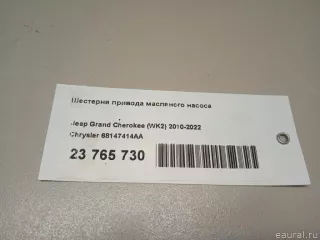 Шестерня привода масляного насоса
Jeep Grand Cherokee (WK2) 2010-2022
Chrysler 68147414AA
23 765 730
eaural.ru